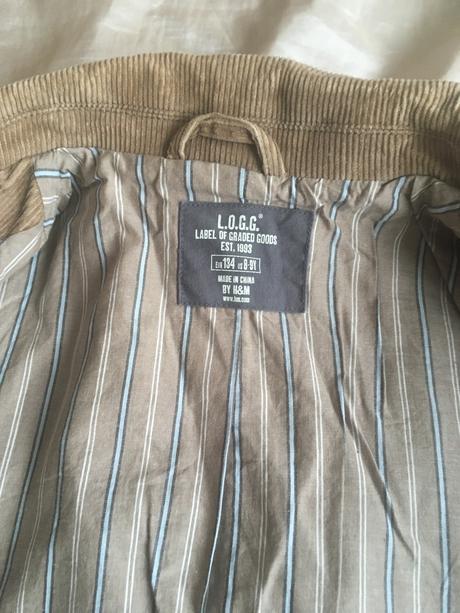 L.O.G.G.®
LABEL OF GRADED GOODS
EST. 1993
EUR 134 US 8-9Y
MADE IN CHINA
BY H&M
www.hm.com